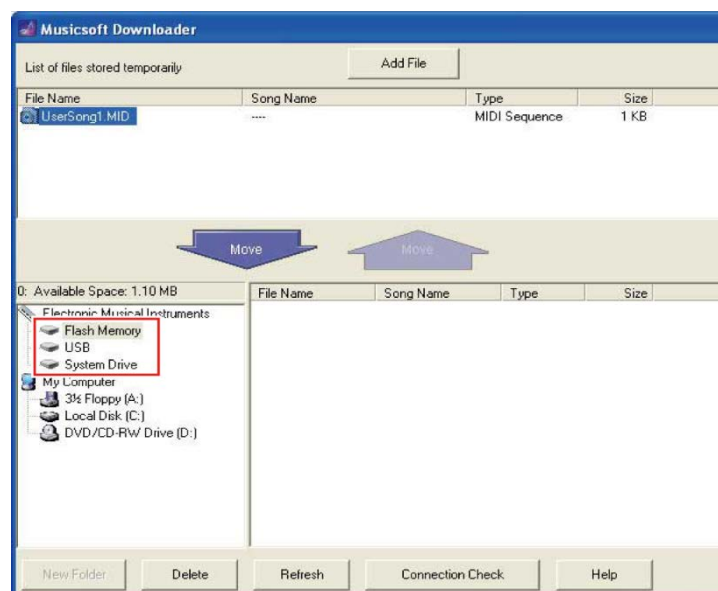 Musicsoft Downloader
List of files stored temporarily
Add File
File Name Song Name Type Size
UserSong1.MID ---- MIDI Sequence 1 KB
Move Move
0: Available Space: 1.10 MB
File Name Song Name Type Size
Electronic Musical Instruments
Flash Memory
USB
System Drive
My Computer
3½ Floppy (A:)
Local Disk (C:)
DVD/CD-RW Drive (D:)
New Folder Delete Refresh Connection Check Help